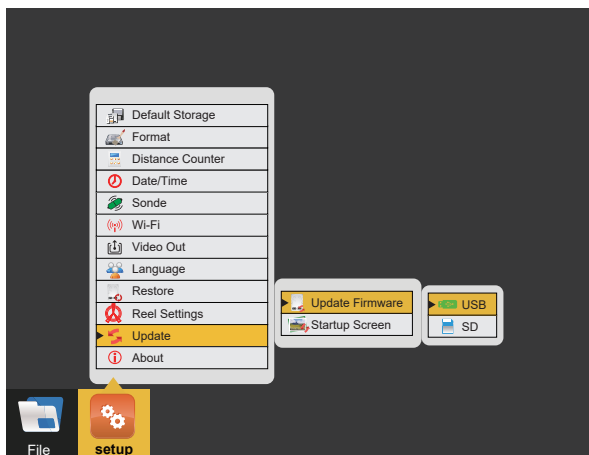 Default Storage
Format
Distance Counter
Date/Time
Sonde
Wi-Fi
Video Out
Language
Restore
Reel Settings
Update
About
Update Firmware
Startup Screen
USB
SD
File
setup